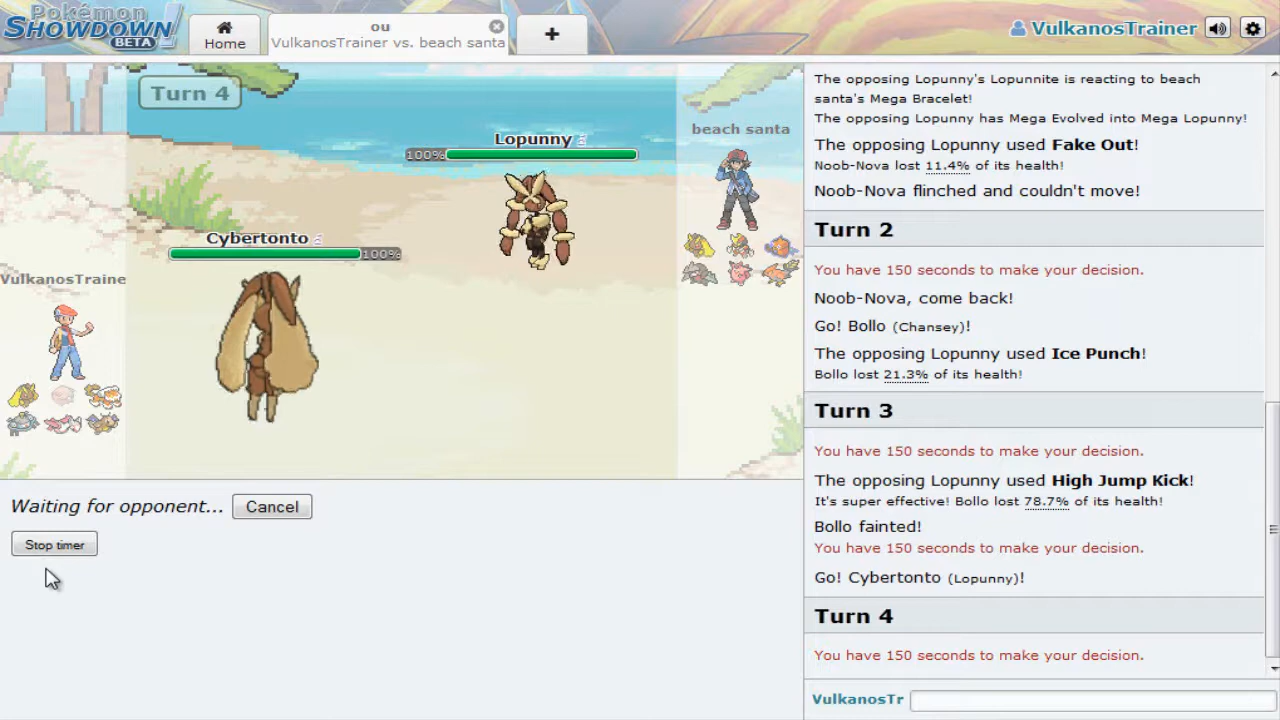 Pokémon
SHOWDOWN!
BETA
Home
ou
VulkanosTrainer vs. beach santa
+
VulkanosTrainer
Turn 4
Lopunny
100%
beach santa
Cybertonto
100%
VulkanosTraine
Waiting for opponent...
Cancel
Stop timer
The opposing Lopunny's Lopunnite is reacting to beach
santa's Mega Bracelet!
The opposing Lopunny has Mega Evolved into Mega Lopunny!
The opposing Lopunny used Fake Out!
Noob-Nova lost 11.4% of its health!
Noob-Nova flinched and couldn't move!
Turn 2
You have 150 seconds to make your decision.
Noob-Nova, come back!
Go! Bollo (Chansey)!
The opposing Lopunny used Ice Punch!
Bollo lost 21.3% of its health!
Turn 3
You have 150 seconds to make your decision.
The opposing Lopunny used High Jump Kick!
It's super effective! Bollo lost 78.7% of its health!
Bollo fainted!
You have 150 seconds to make your decision.
Go! Cybertonto (Lopunny)!
Turn 4
You have 150 seconds to make your decision.
VulkanosTr